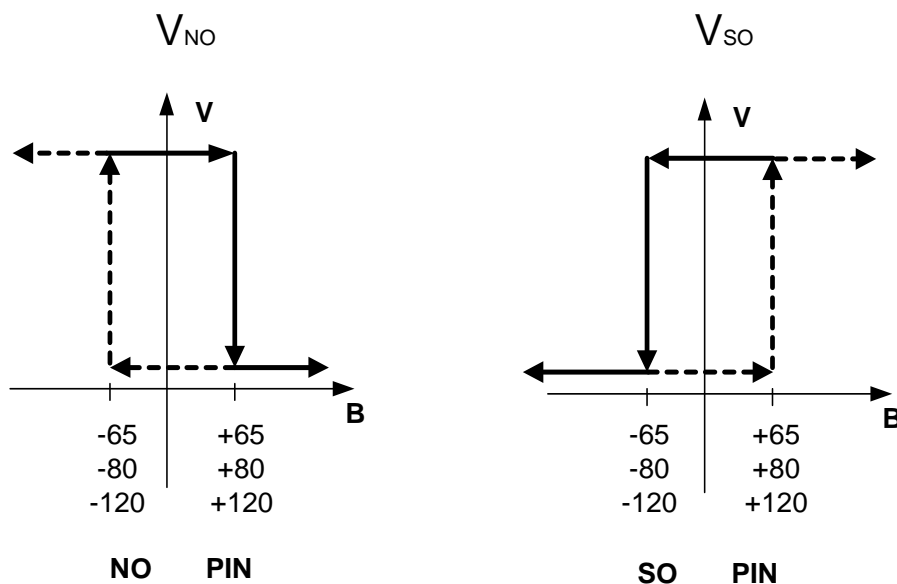 VNO VSO
V V
B B
-65 +65 -65 +65
-80 +80 -80 +80
-120 +120 -120 +120
NO PIN SO PIN